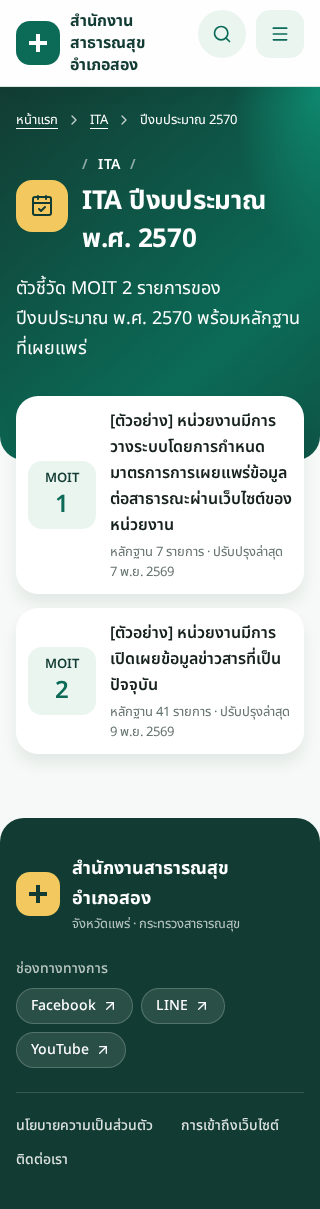 สำนักงาน
สาธารณสุข
อำเภอสอง
หน้าแรก > ITA > ปีงบประมาณ 2570
/ ITA /
ITA ปีงบประมาณ
พ.ศ. 2570
ตัวชี้วัด MOIT 2 รายการของ
ปีงบประมาณ พ.ศ. 2570 พร้อมหลักฐาน
ที่เผยแพร่
MOIT
1
[ตัวอย่าง] หน่วยงานมีการ
วางระบบโดยการกำหนด
มาตรการการเผยแพร่ข้อมูล
ต่อสาธารณะผ่านเว็บไซต์ของ
หน่วยงาน
หลักฐาน 7 รายการ · ปรับปรุงล่าสุด
7 พ.ย. 2569
MOIT
2
[ตัวอย่าง] หน่วยงานมีการ
เปิดเผยข้อมูลข่าวสารที่เป็น
ปัจจุบัน
หลักฐาน 41 รายการ · ปรับปรุงล่าสุด
9 พ.ย. 2569
สำนักงานสาธารณสุข
อำเภอสอง
จังหวัดแพร่ · กระทรวงสาธารณสุข
ช่องทางทางการ
Facebook
LINE
YouTube
นโยบายความเป็นส่วนตัว
การเข้าถึงเว็บไซต์
ติดต่อเรา